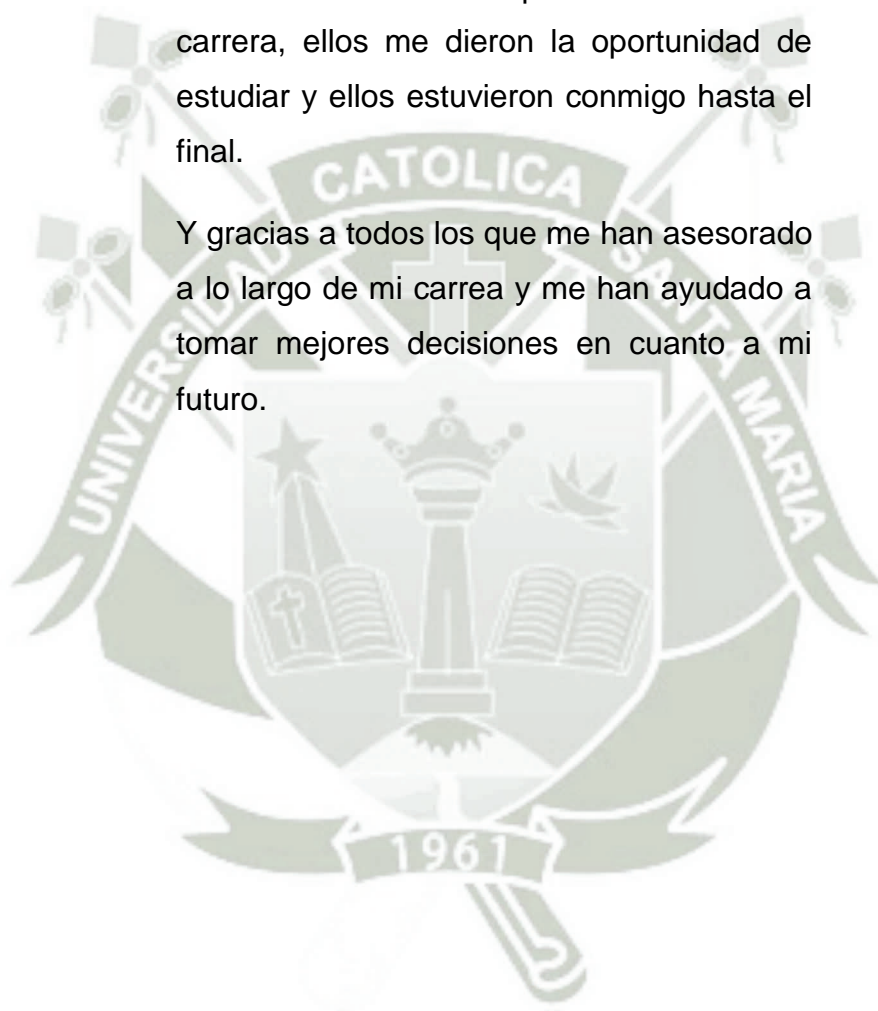 carrera, ellos me dieron la oportunidad de
estudiar y ellos estuvieron conmigo hasta el
final.
Y gracias a todos los que me han asesorado
a lo largo de mi carrea y me han ayudado a
tomar mejores decisiones en cuanto a mi
futuro.
UNIVERSIDAD CATOLICA SANTA MARIA
1961